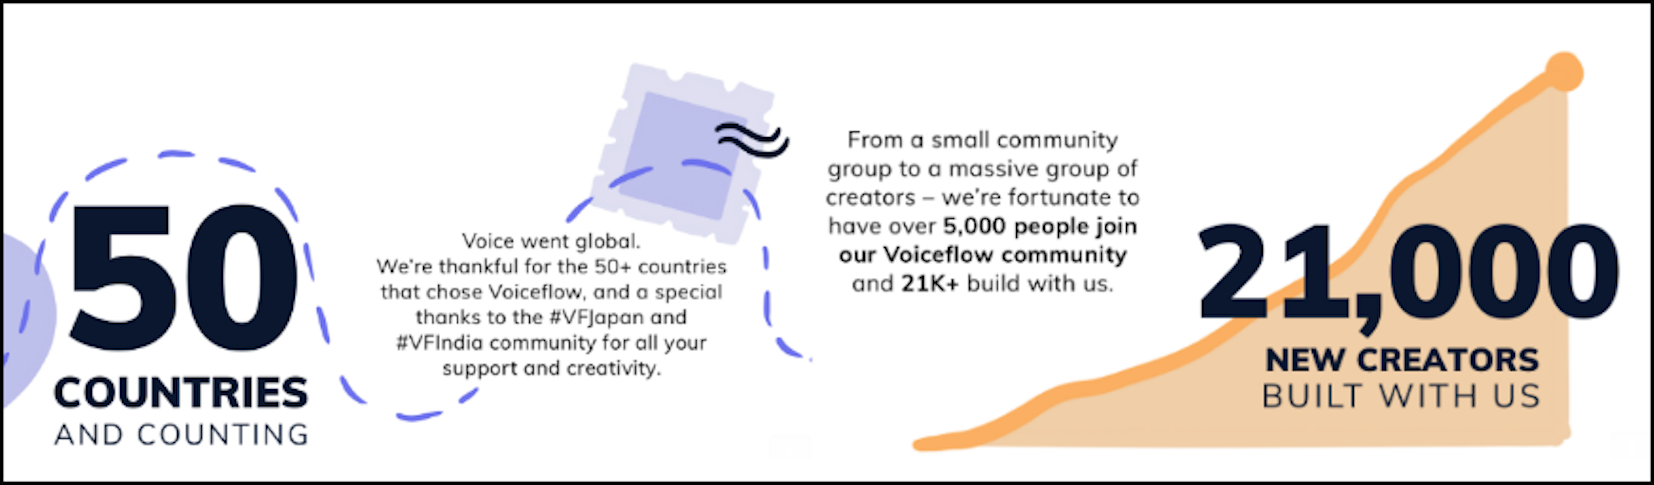 50
COUNTRIES
AND COUNTING
Voice went global.
We're thankful for the 50+ countries
that chose Voiceflow, and a special
thanks to the #VFJapan and
#VFIndia community for all your
support and creativity.
From a small community
group to a massive group of
creators – we're fortunate to
have over 5,000 people join
our Voiceflow community
and 21K+ build with us.
21,000
NEW CREATORS
BUILT WITH US